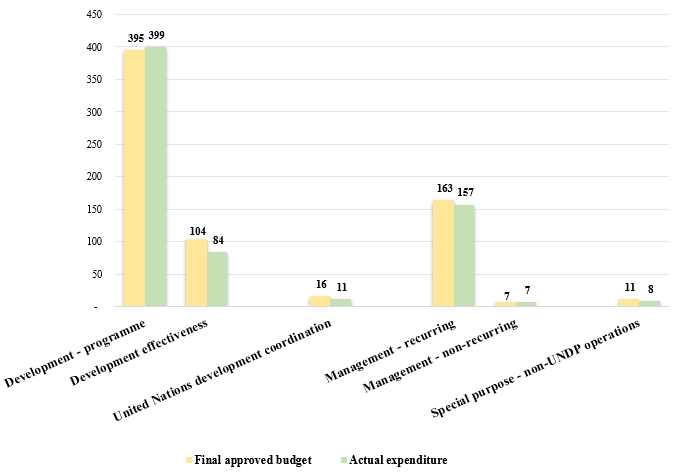 450
400
350
300
250
200
150
100
50
-
395 399
104
84
16
11
163
157
7
7
11
8
Development - programme
Development effectiveness
United Nations development coordination
Management - recurring
Management - non-recurring
Special purpose - non-UNDP operations
Final approved budget
Actual expenditure